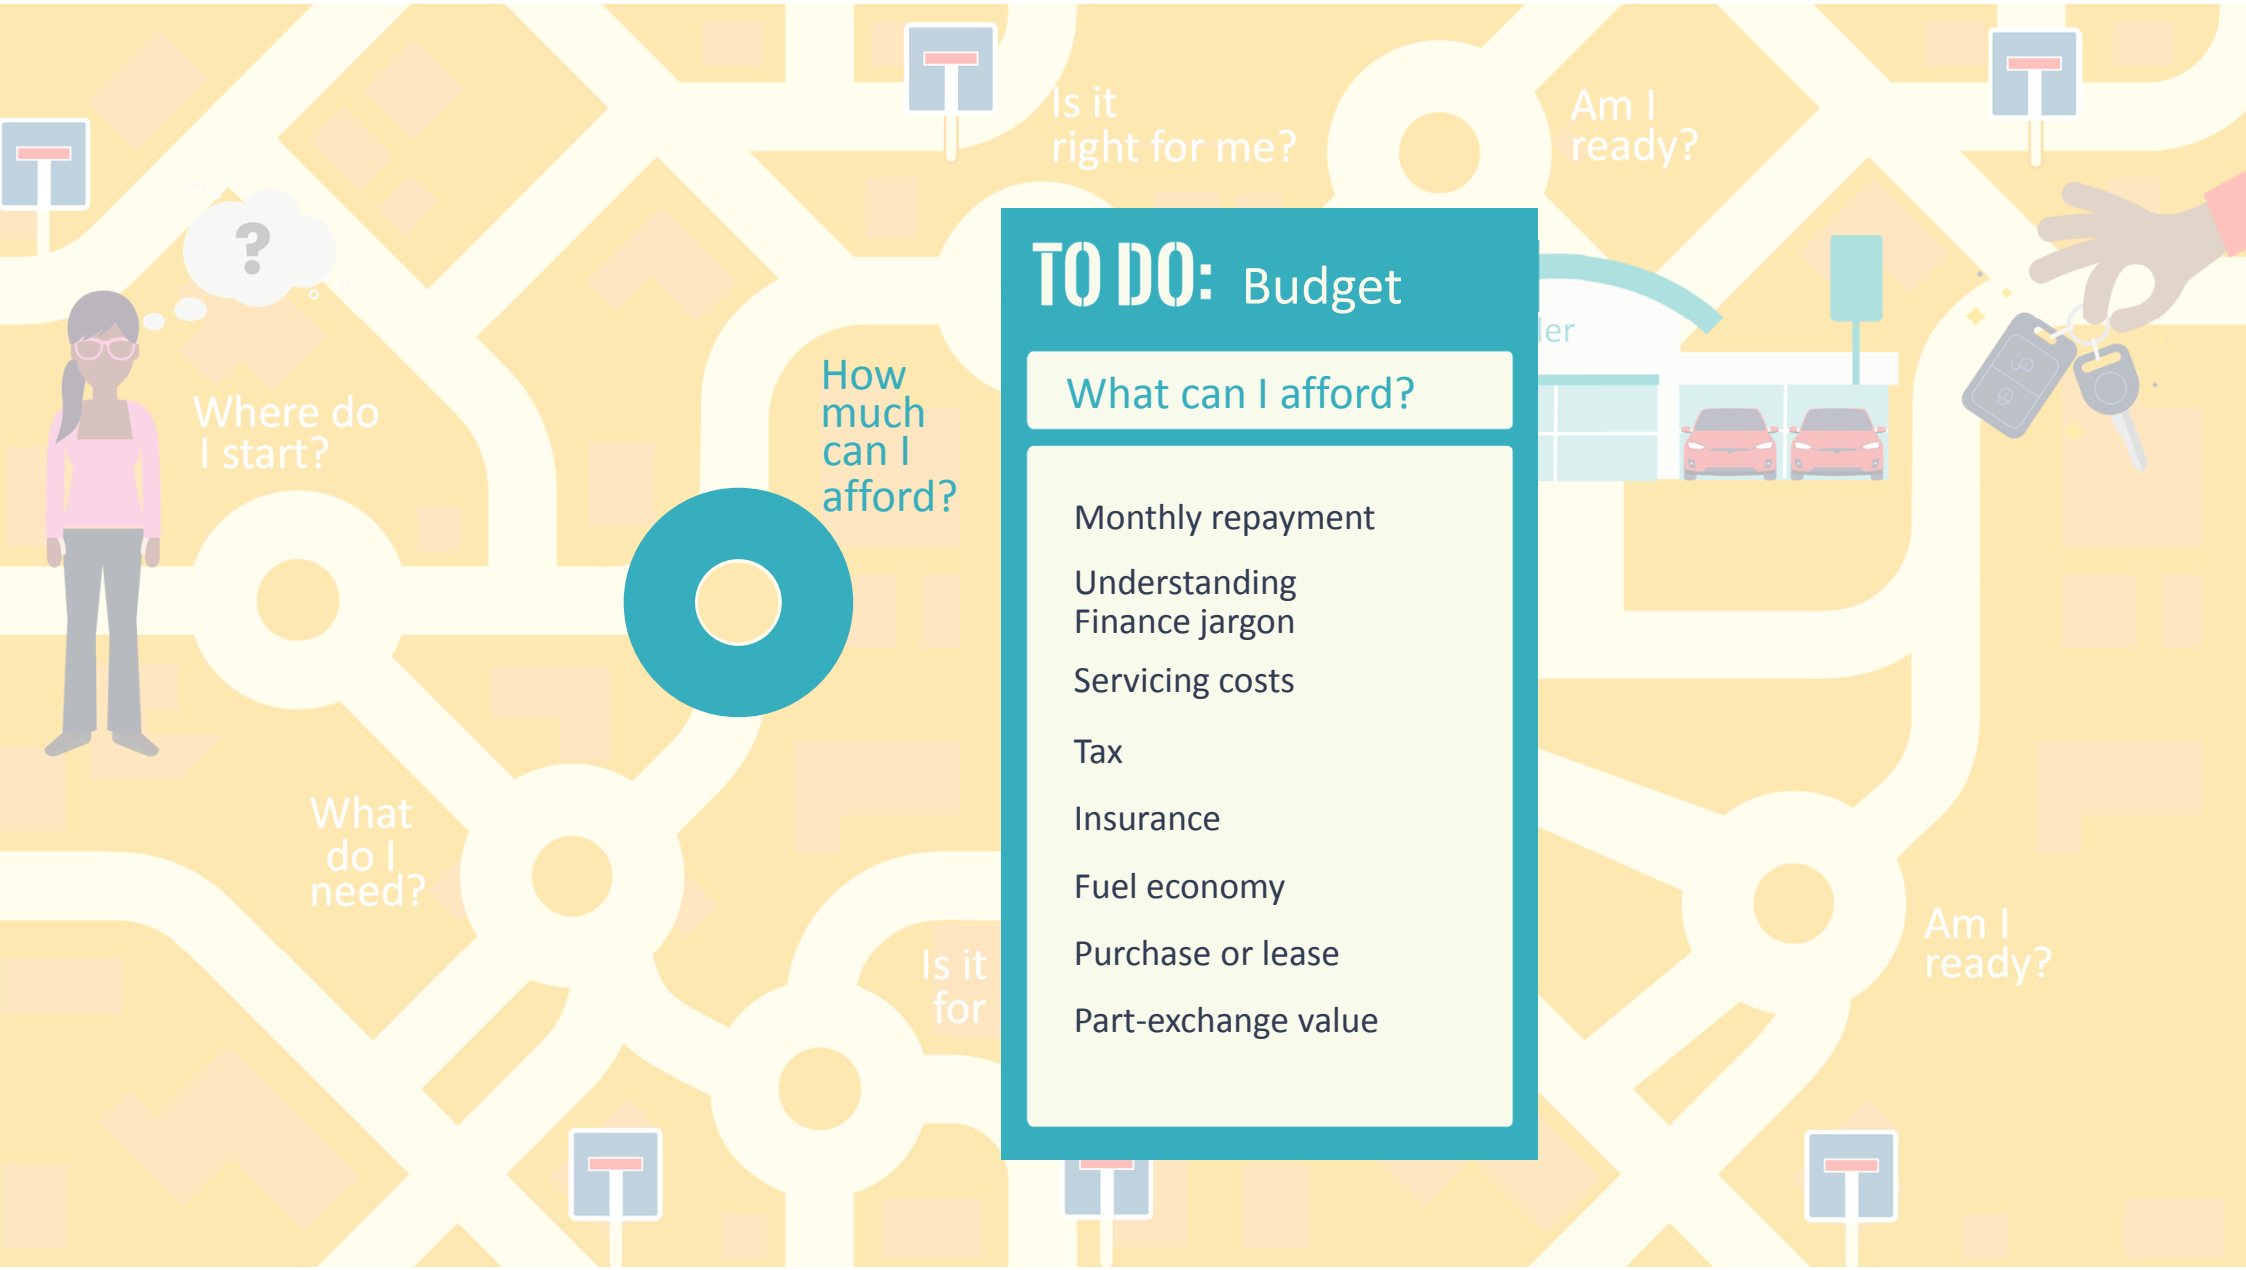 Is it
right for me?
Am I
ready?
?
Where do
I start?
How
much
can I
afford?
TO DO: Budget
What can I afford?
Monthly repayment
Understanding
Finance jargon
Servicing costs
Tax
Insurance
Fuel economy
Purchase or lease
Part-exchange value
What
do I
need?
Is it
for
Am I
ready?